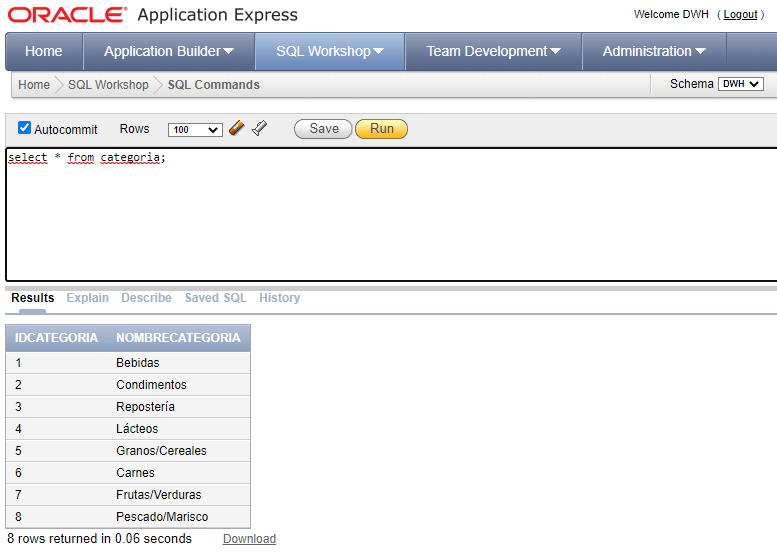 ORACLE® Application Express
Welcome DWH ( Logout )
Home Application Builder SQL Workshop Team Development Administration
Home SQL Workshop SQL Commands Schema DWH
Autocommit Rows 100 Save Run
select * from categoria;
Results Explain Describe Saved SQL History
IDCATEGORIA NOMBRECATEGORIA
1 Bebidas
2 Condimentos
3 Repostería
4 Lácteos
5 Granos/Cereales
6 Carnes
7 Frutas/Verduras
8 Pescado/Marisco
8 rows returned in 0.06 seconds Download